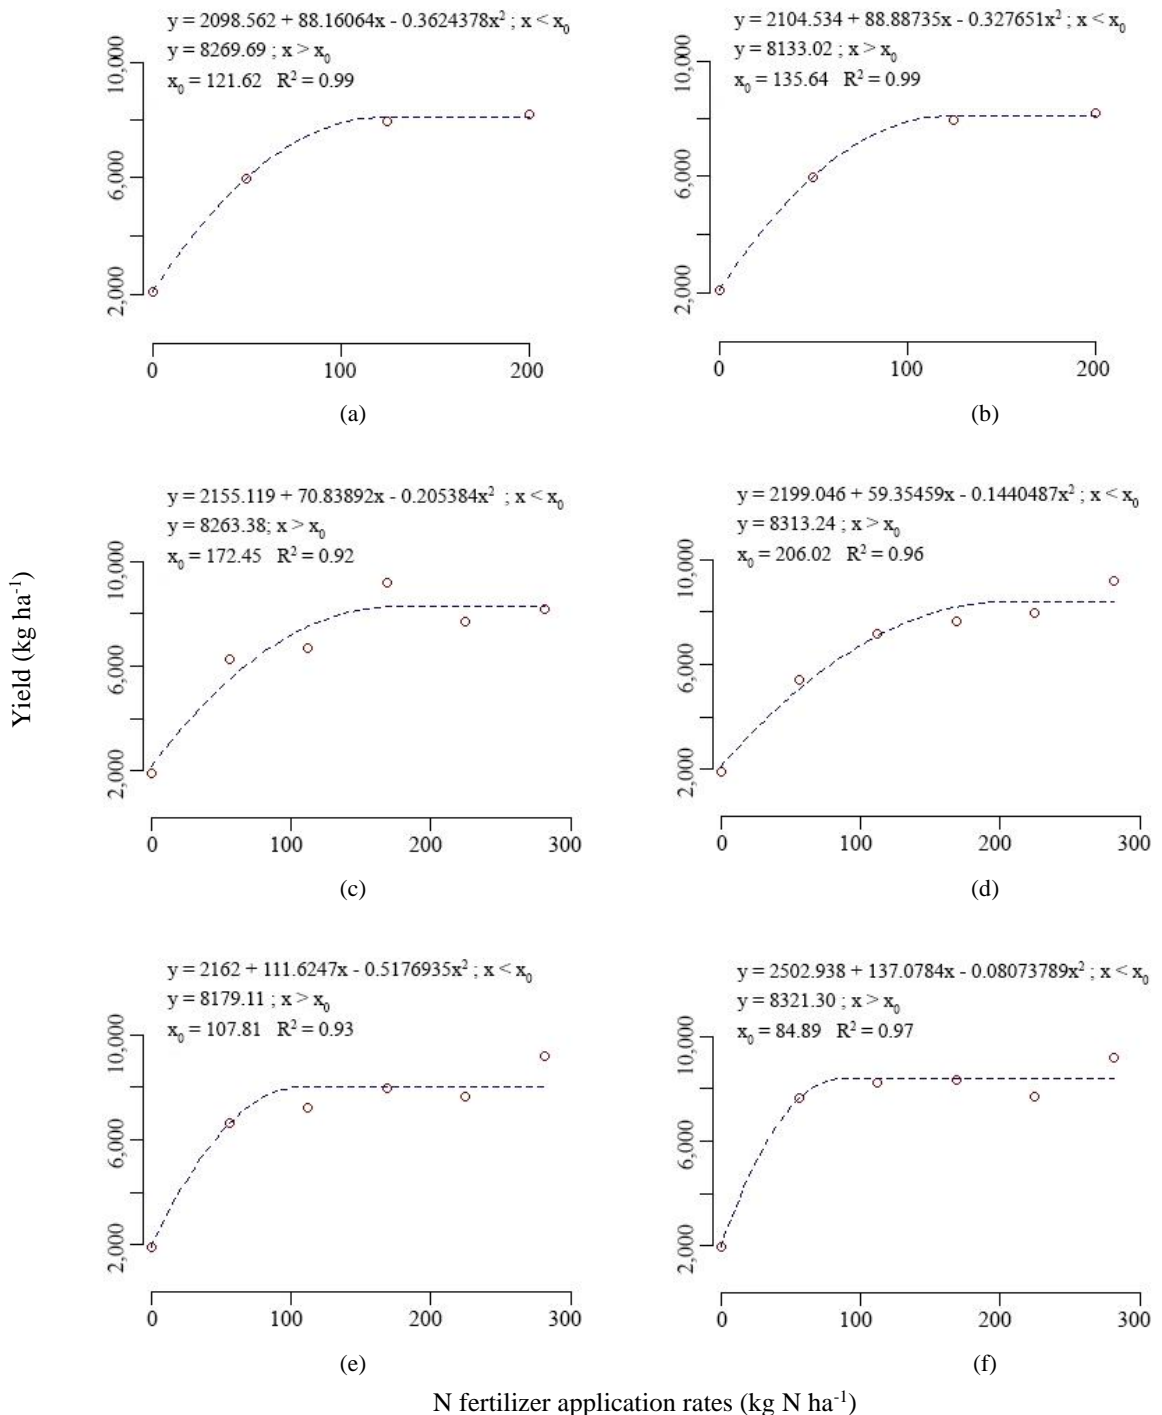 y = 2098.562 + 88.16064x - 0.3624378x² ; x < x₀
y = 8269.69 ; x > x₀
x₀ = 121.62 R² = 0.99
10,000
6,000
2,000
0 100 200
(a)
y = 2104.534 + 88.88735x - 0.327651x² ; x < x₀
y = 8133.02 ; x > x₀
x₀ = 135.64 R² = 0.99
10,000
6,000
2,000
0 100 200
(b)
Yield (kg ha⁻¹)
y = 2155.119 + 70.83892x - 0.205384x² ; x < x₀
y = 8263.38; x > x₀
x₀ = 172.45 R² = 0.92
10,000
6,000
2,000
0 100 200 300
(c)
y = 2199.046 + 59.35459x - 0.1440487x² ; x < x₀
y = 8313.24 ; x > x₀
x₀ = 206.02 R² = 0.96
10,000
6,000
2,000
0 100 200 300
(d)
y = 2162 + 111.6247x - 0.5176935x² ; x < x₀
y = 8179.11 ; x > x₀
x₀ = 107.81 R² = 0.93
10,000
6,000
2,000
0 100 200 300
(e)
y = 2502.938 + 137.0784x - 0.08073789x² ; x < x₀
y = 8321.30 ; x > x₀
x₀ = 84.89 R² = 0.97
10,000
6,000
2,000
0 100 200 300
(f)
N fertilizer application rates (kg N ha⁻¹)